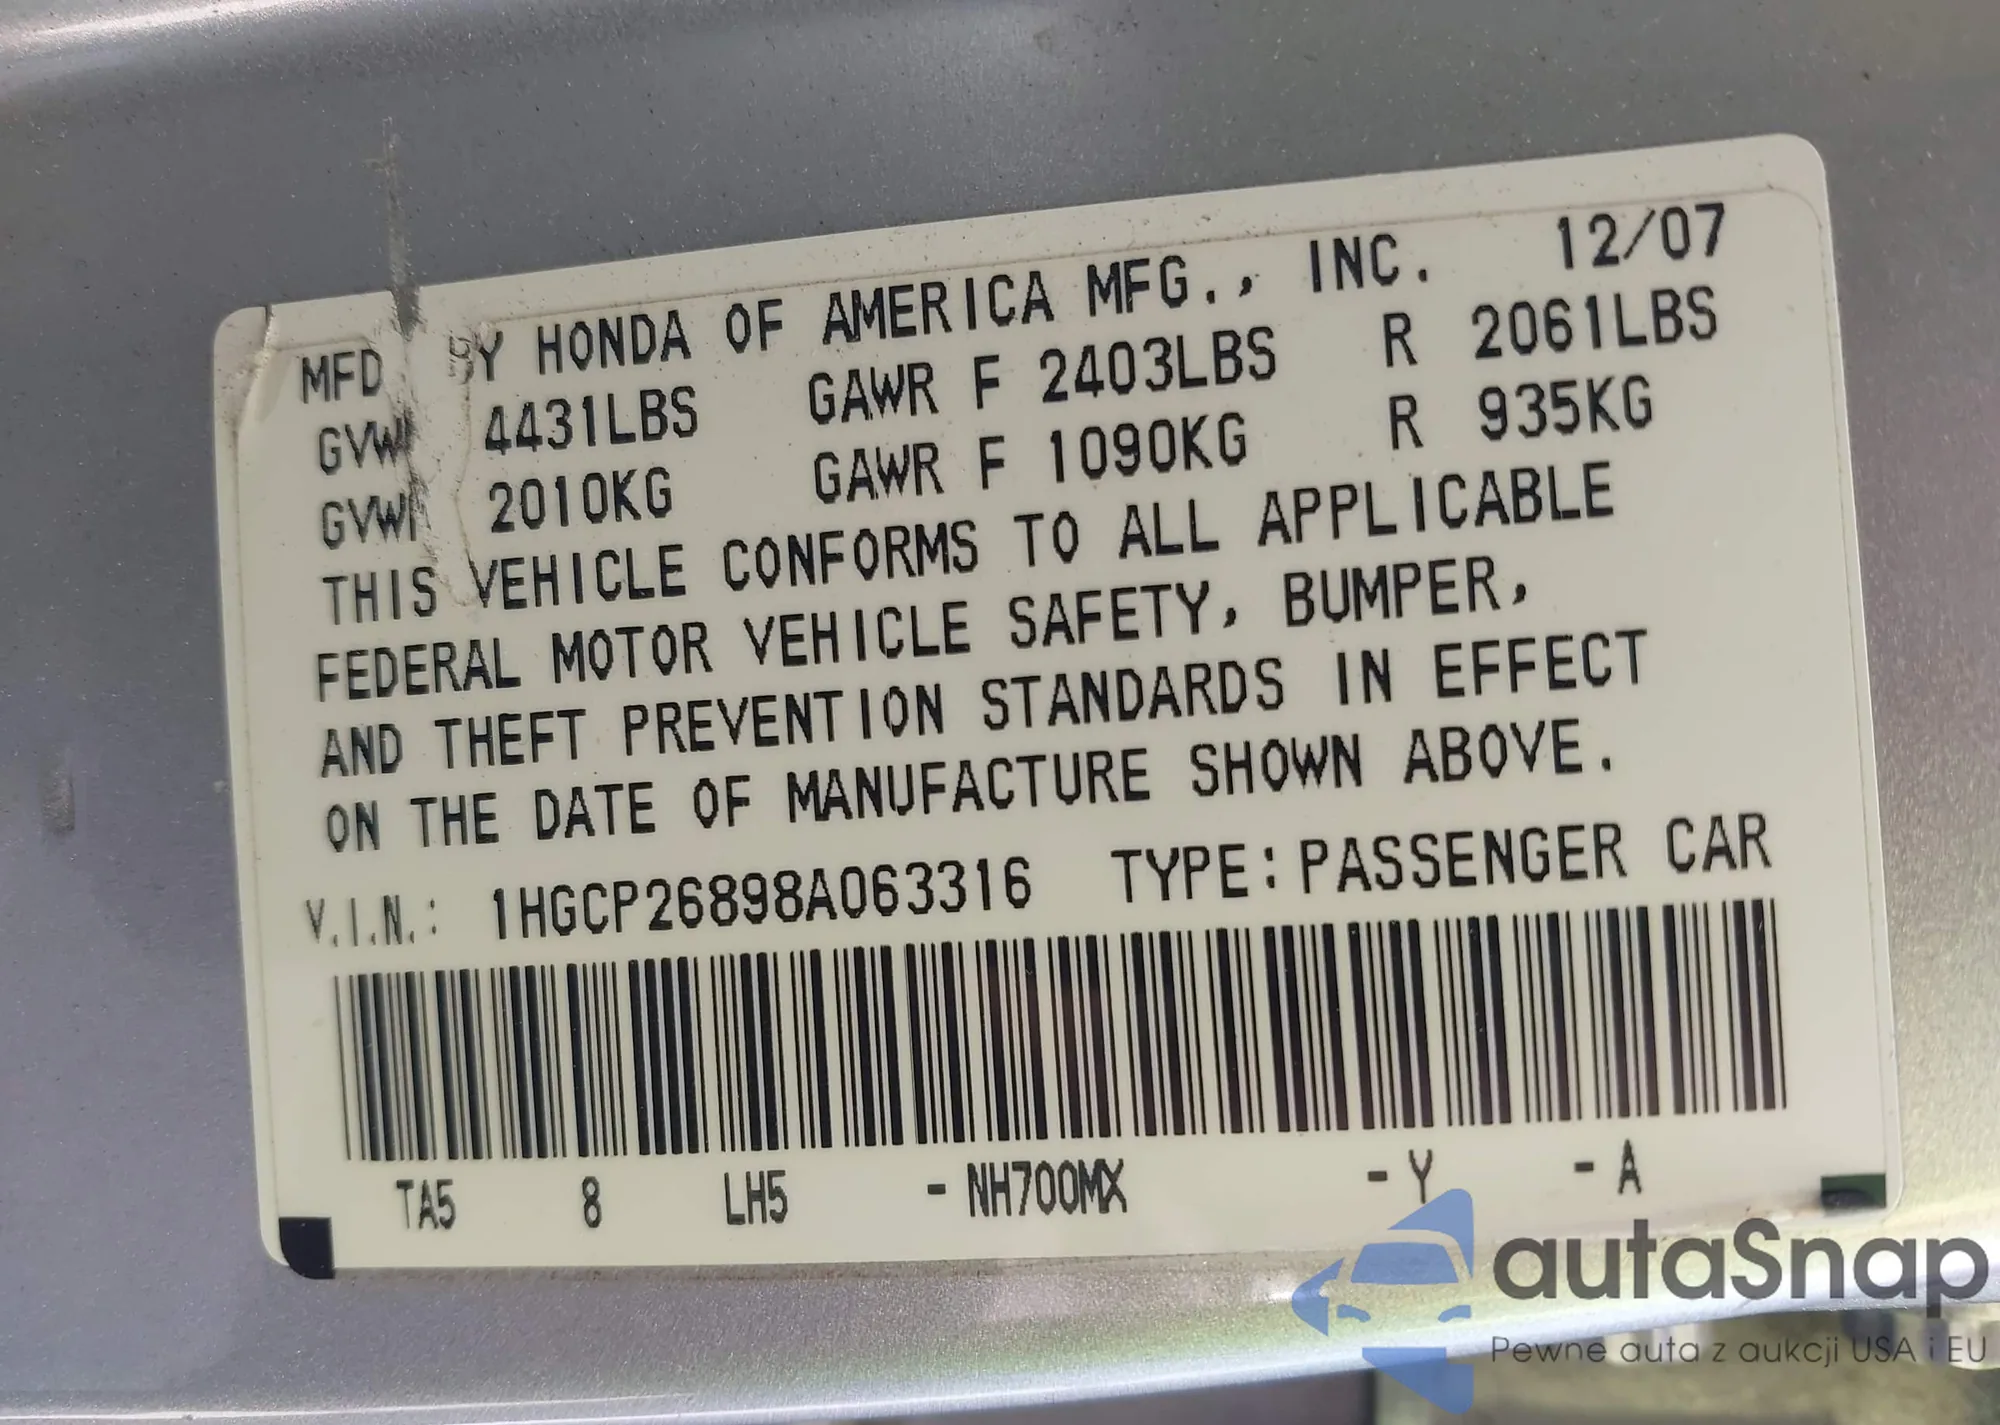 MFD BY HONDA OF AMERICA MFG., INC. 12/07
GVW 4431LBS GAWR F 2403LBS R 2061LBS
GVW 2010KG GAWR F 1090KG R 935KG
THIS VEHICLE CONFORMS TO ALL APPLICABLE
FEDERAL MOTOR VEHICLE SAFETY, BUMPER,
AND THEFT PREVENTION STANDARDS IN EFFECT
ON THE DATE OF MANUFACTURE SHOWN ABOVE.
V.I.N.: 1HGCP26898A063316 TYPE: PASSENGER CAR
TA5 8 LH5 - NH700MX - Y - A
autaSnap
Pewne auta z aukcji USA i EU